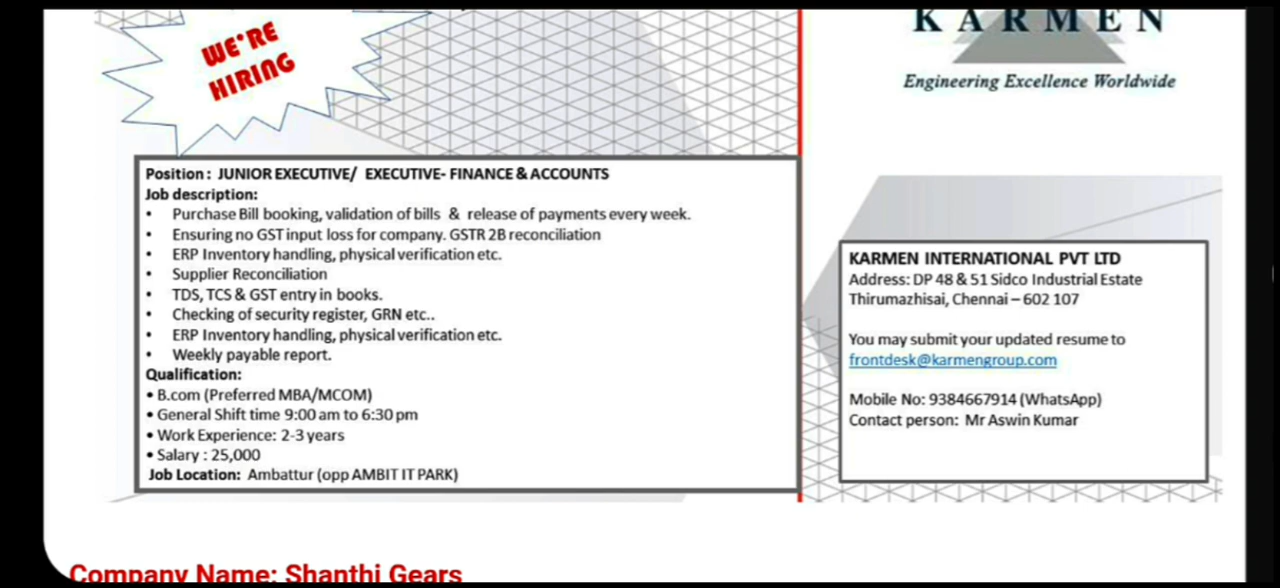 WE'RE
HIRING
KARMEN
Engineering Excellence Worldwide
Position : JUNIOR EXECUTIVE/ EXECUTIVE- FINANCE & ACCOUNTS
Job description:
• Purchase Bill booking, validation of bills & release of payments every week.
• Ensuring no GST input loss for company. GSTR 2B reconciliation
• ERP Inventory handling, physical verification etc.
• Supplier Reconciliation
• TDS, TCS & GST entry in books.
• Checking of security register, GRN etc..
• ERP Inventory handling, physical verification etc.
• Weekly payable report.
Qualification:
• B.com (Preferred MBA/MCOM)
• General Shift time 9:00 am to 6:30 pm
• Work Experience: 2-3 years
• Salary : 25,000
Job Location: Ambattur (opp AMBIT IT PARK)
KARMEN INTERNATIONAL PVT LTD
Address: DP 48 & 51 Sidco Industrial Estate
Thirumazhisai, Chennai – 602 107
You may submit your updated resume to
frontdesk@karmengroup.com
Mobile No: 9384667914 (WhatsApp)
Contact person: Mr Aswin Kumar
Company Name: Shanthi Gears